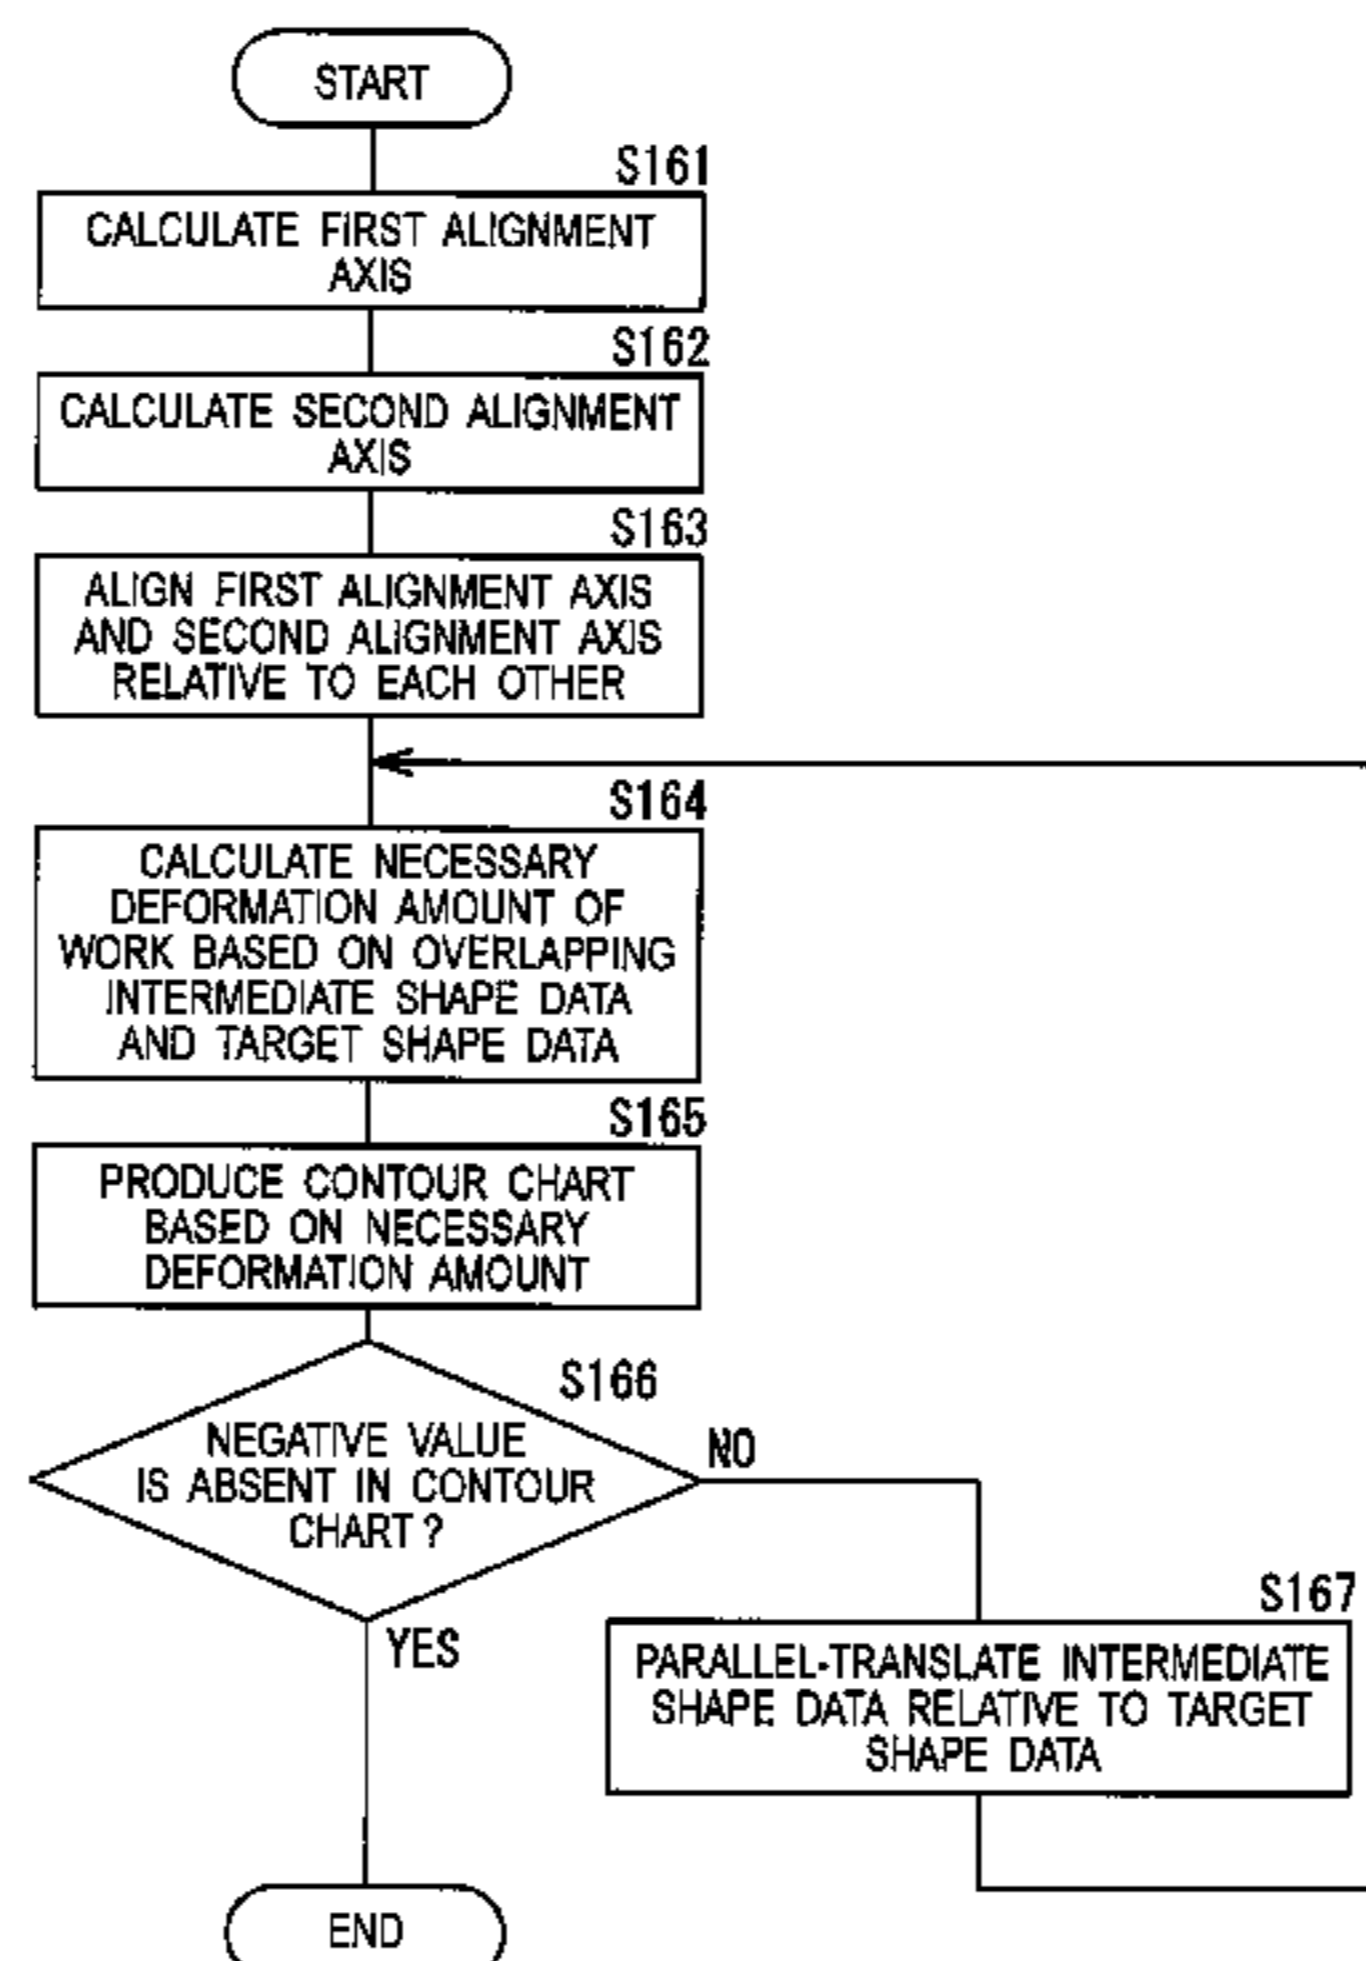 START
S161
CALCULATE FIRST ALIGNMENT
AXIS
S162
CALCULATE SECOND ALIGNMENT
AXIS
S163
ALIGN FIRST ALIGNMENT AXIS
AND SECOND ALIGNMENT AXIS
RELATIVE TO EACH OTHER
S164
CALCULATE NECESSARY
DEFORMATION AMOUNT OF
WORK BASED ON OVERLAPPING
INTERMEDIATE SHAPE DATA
AND TARGET SHAPE DATA
S165
PRODUCE CONTOUR CHART
BASED ON NECESSARY
DEFORMATION AMOUNT
S166
NEGATIVE VALUE
IS ABSENT IN CONTOUR
CHART?
NO
YES
S167
PARALLEL-TRANSLATE INTERMEDIATE
SHAPE DATA RELATIVE TO TARGET
SHAPE DATA
END